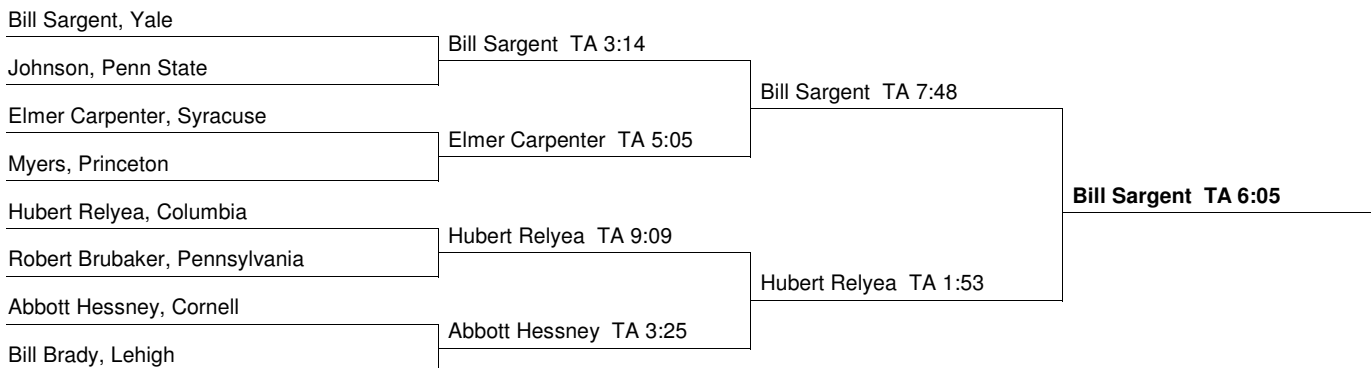 Bill Sargent, Yale
Johnson, Penn State
Elmer Carpenter, Syracuse
Myers, Princeton
Hubert Relyea, Columbia
Robert Brubaker, Pennsylvania
Abbott Hessney, Cornell
Bill Brady, Lehigh
Bill Sargent  TA 3:14
Elmer Carpenter  TA 5:05
Hubert Relyea  TA 9:09
Abbott Hessney  TA 3:25
Bill Sargent  TA 7:48
Hubert Relyea  TA 1:53
Bill Sargent  TA 6:05